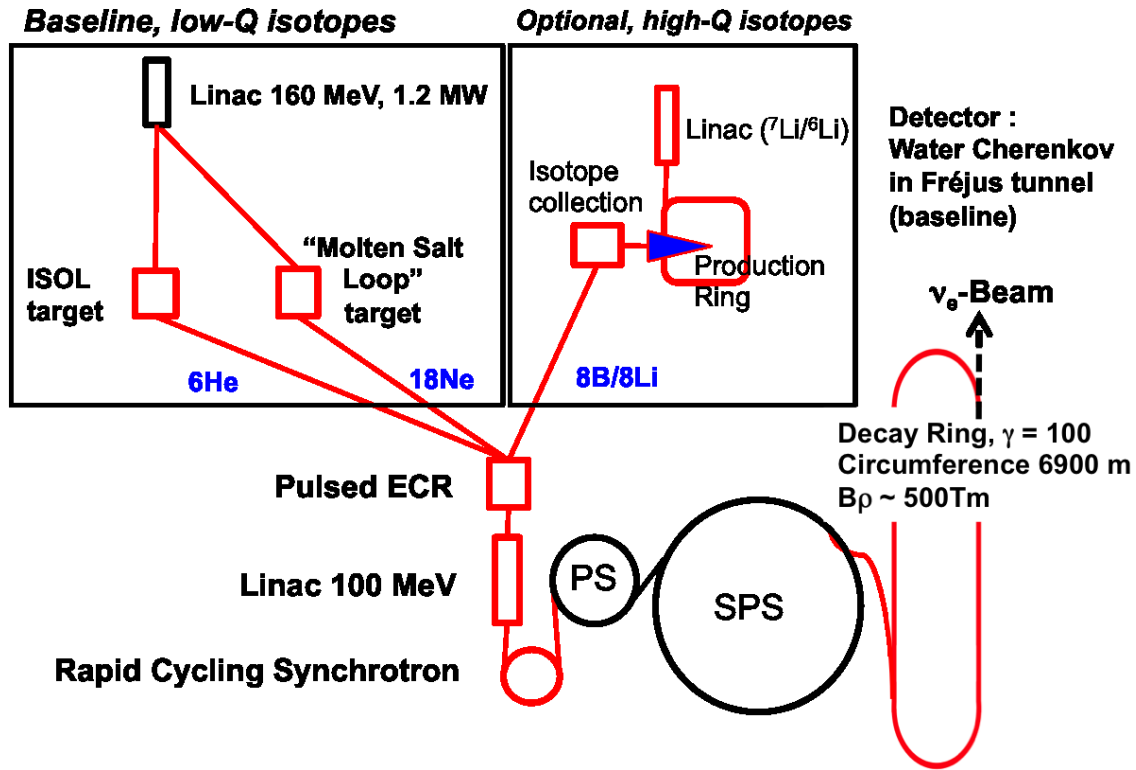 Baseline, low-Q isotopes
Optional, high-Q isotopes
Linac 160 MeV, 1.2 MW
ISOL
target
“Molten Salt
Loop”
target
6He
18Ne
Linac (⁷Li/⁶Li)
Isotope
collection
Production
Ring
8B/8Li
Detector :
Water Cherenkov
in Fréjus tunnel
(baseline)
νe-Beam
Decay Ring, γ = 100
Circumference 6900 m
Bρ ~ 500Tm
Pulsed ECR
Linac 100 MeV
PS
SPS
Rapid Cycling Synchrotron